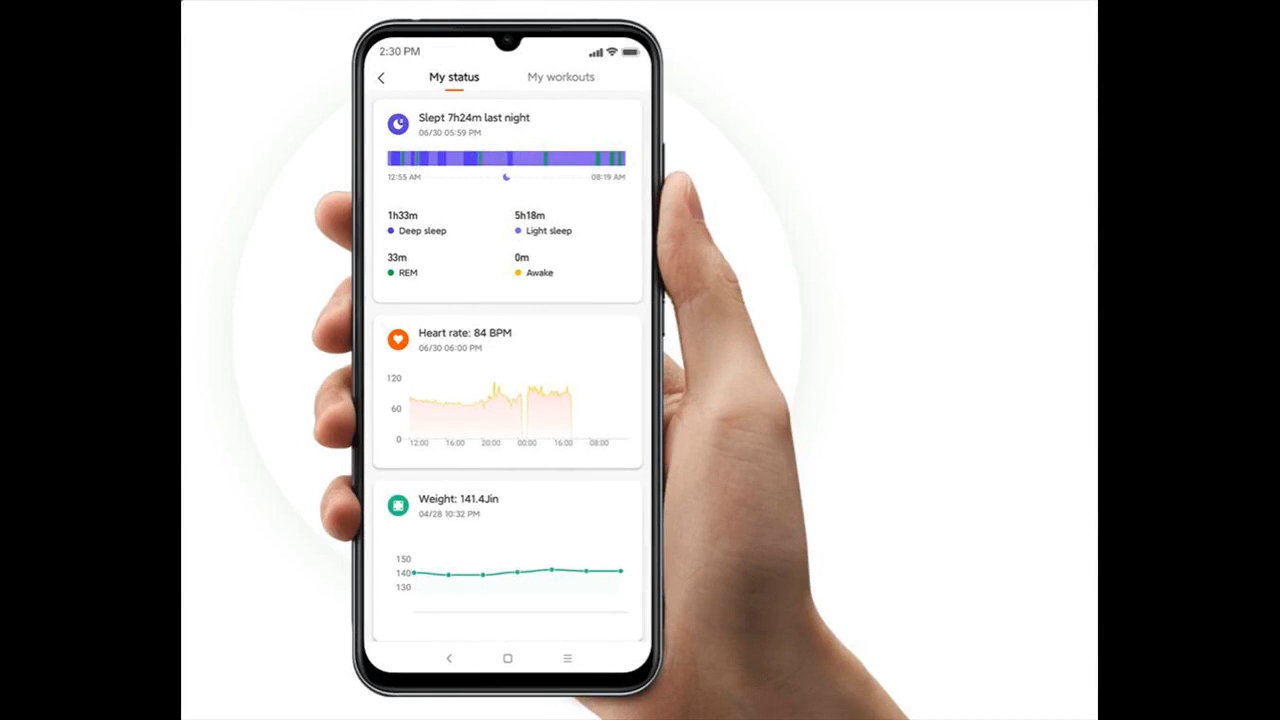 2:30 PM
My status
My workouts
Slept 7h24m last night
06/30 05:59 PM
12:55 AM
08:19 AM
1h33m
5h18m
Deep sleep
Light sleep
33m
0m
REM
Awake
Heart rate: 84 BPM
06/30 06:00 PM
120
60
0
12:00 16:00 20:00 00:00 16:00 08:00
Weight: 141.4Jin
04/28 10:32 PM
150
140
130